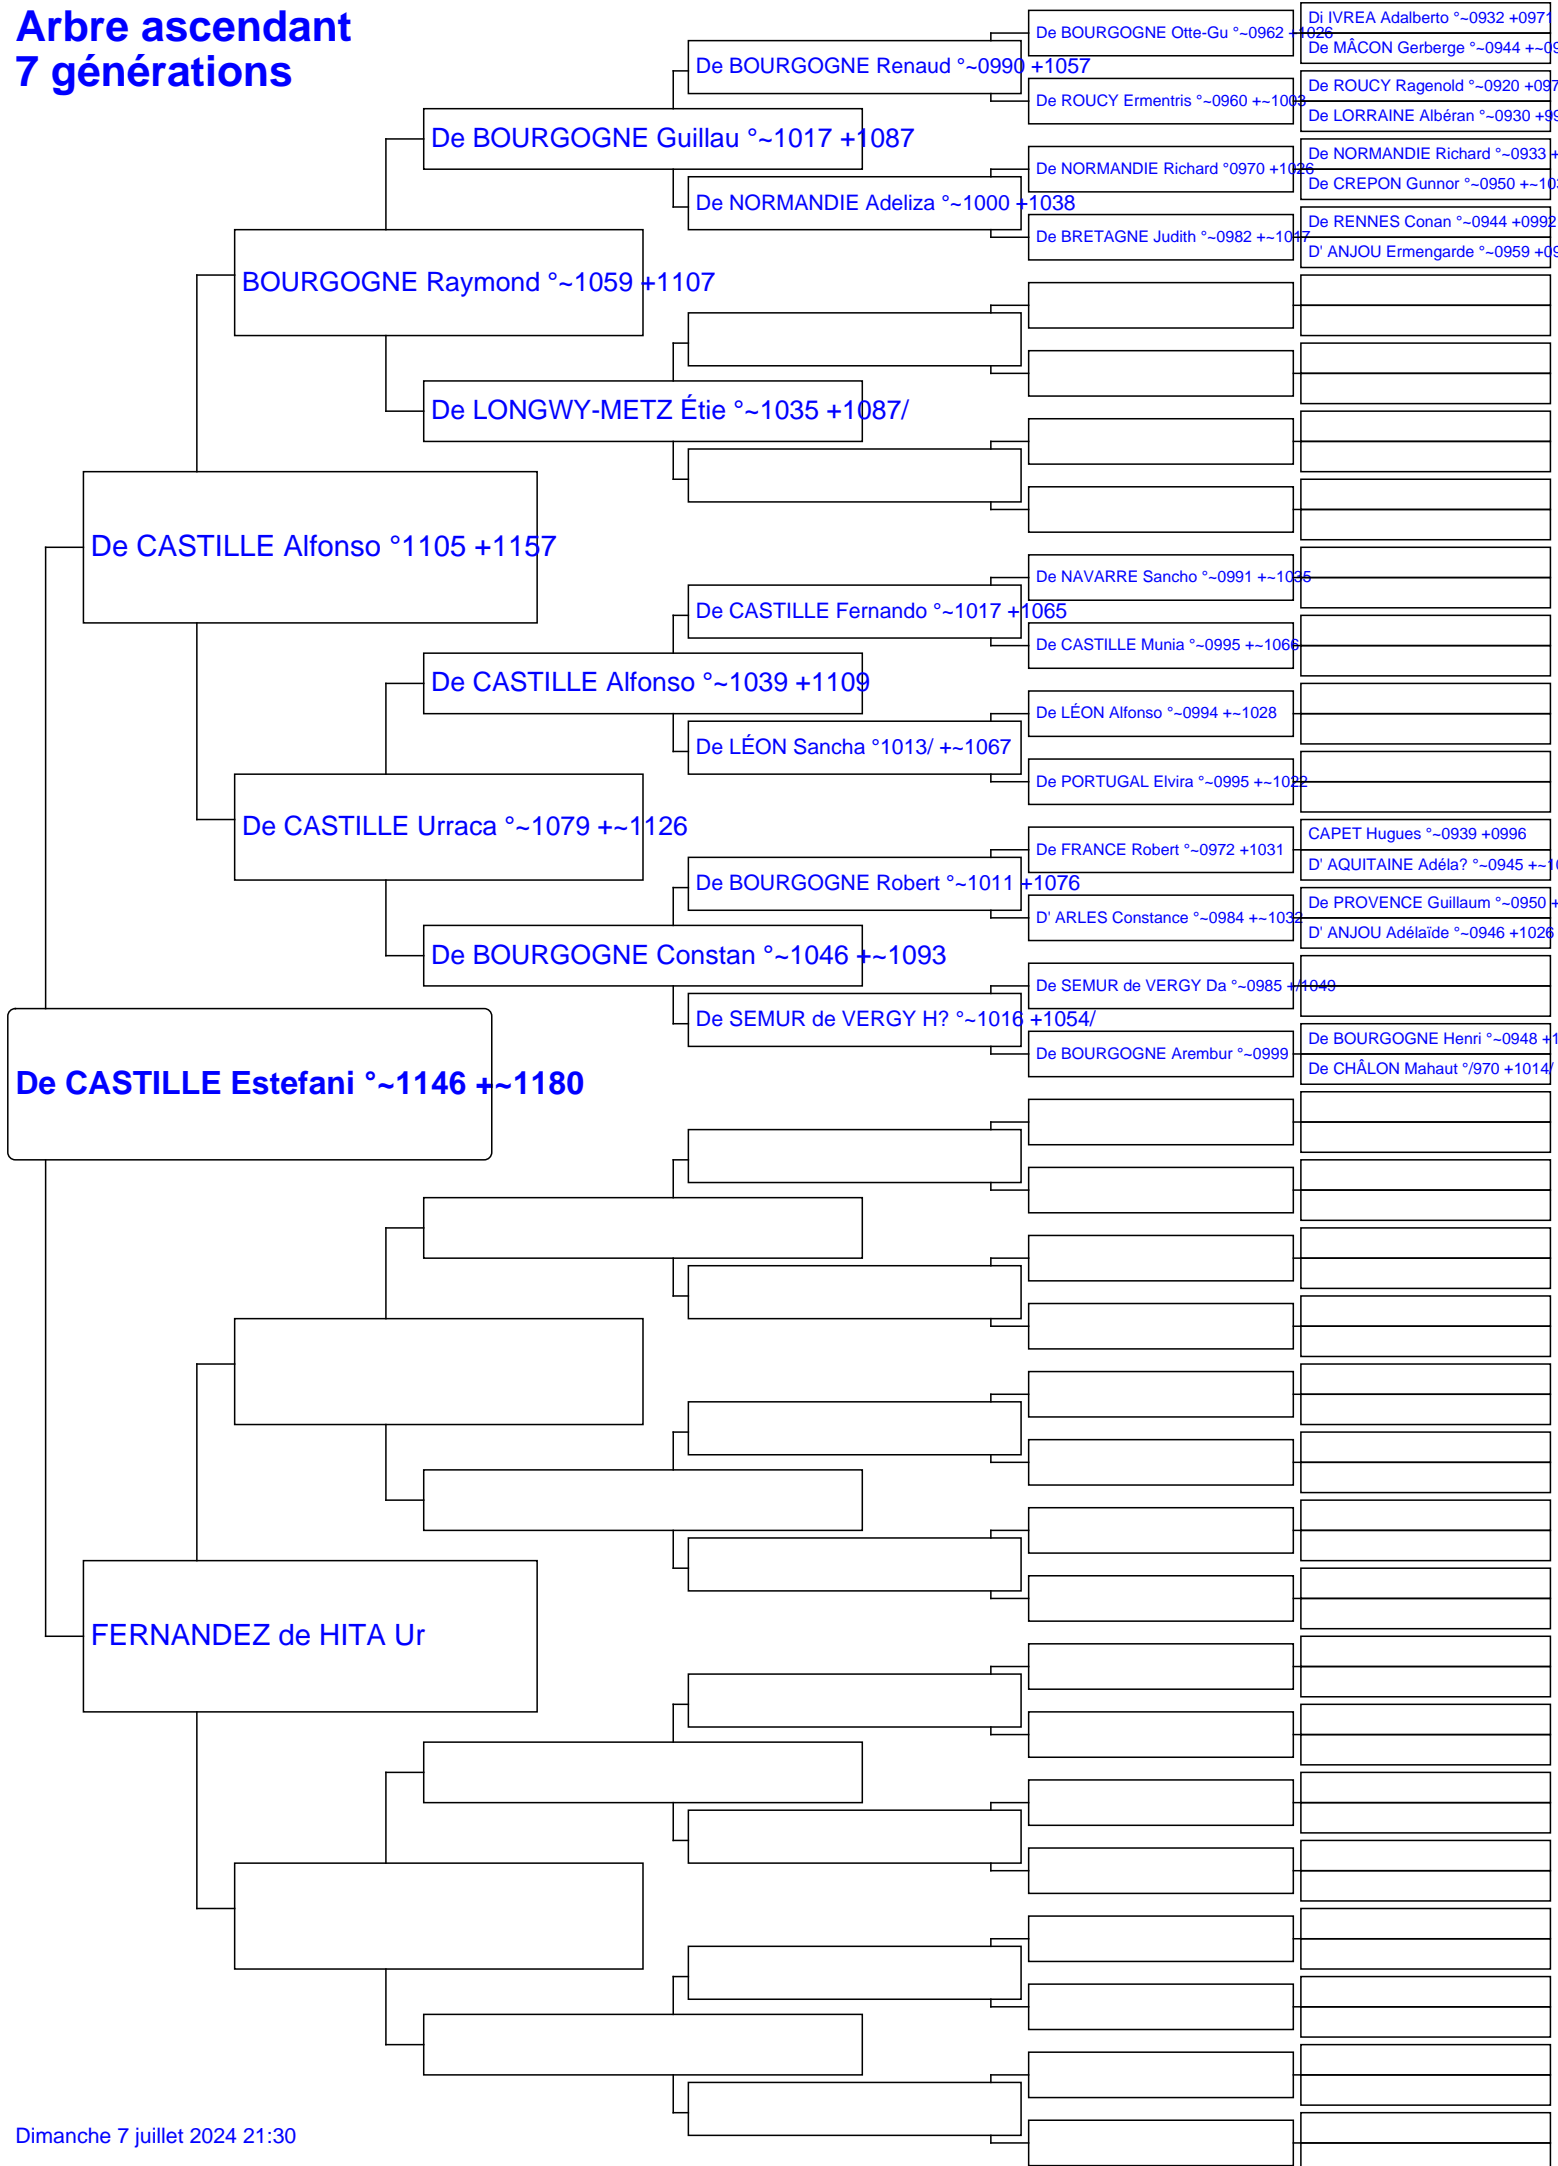 Arbre ascendant
7 générations
De BOURGOGNE Otte-Gu °~0962 +1026
Di IVREA Adalberto °~0932 +0971
De MÂCON Gerberge °~0944 +~09
De BOURGOGNE Renaud °~0990 +1057
De ROUCY Ermentris °~0960 +~1003
De ROUCY Ragenold °~0920 +097
De LORRAINE Albéran °~0930 +99
De BOURGOGNE Guillau °~1017 +1087
De NORMANDIE Richard °0970 +1026
De NORMANDIE Richard °~0933 +
De CREPON Gunnor °~0950 +~103
De NORMANDIE Adeliza °~1000 +1038
De BRETAGNE Judith °~0982 +~1017
De RENNES Conan °~0944 +0992
D' ANJOU Ermengarde °~0959 +09
BOURGOGNE Raymond °~1059 +1107
De LONGWY-METZ Étie °~1035 +1087/
De CASTILLE Alfonso °1105 +1157
De NAVARRE Sancho °~0991 +~1035
De CASTILLE Fernando °~1017 +1065
De CASTILLE Munia °~0995 +~1066
De CASTILLE Alfonso °~1039 +1109
De LÉON Alfonso °~0994 +~1028
De LÉON Sancha °1013/ +~1067
De PORTUGAL Elvira °~0995 +~1022
De CASTILLE Urraca °~1079 +~1126
De FRANCE Robert °~0972 +1031
CAPET Hugues °~0939 +0996
D' AQUITAINE Adéla? °~0945 +~10
De BOURGOGNE Robert °~1011 +1076
D' ARLES Constance °~0984 +~1032
De PROVENCE Guillaum °~0950 +
D' ANJOU Adélaïde °~0946 +1026
De BOURGOGNE Constan °~1046 +~1093
De SEMUR de VERGY Da °~0985 +/1049
De SEMUR de VERGY H? °~1016 +1054/
De BOURGOGNE Arembur °~0999
De BOURGOGNE Henri °~0948 +1
De CHÂLON Mahaut °/970 +1014/
De CASTILLE Estefani °~1146 +~1180
FERNANDEZ de HITA Ur
Dimanche 7 juillet 2024 21:30